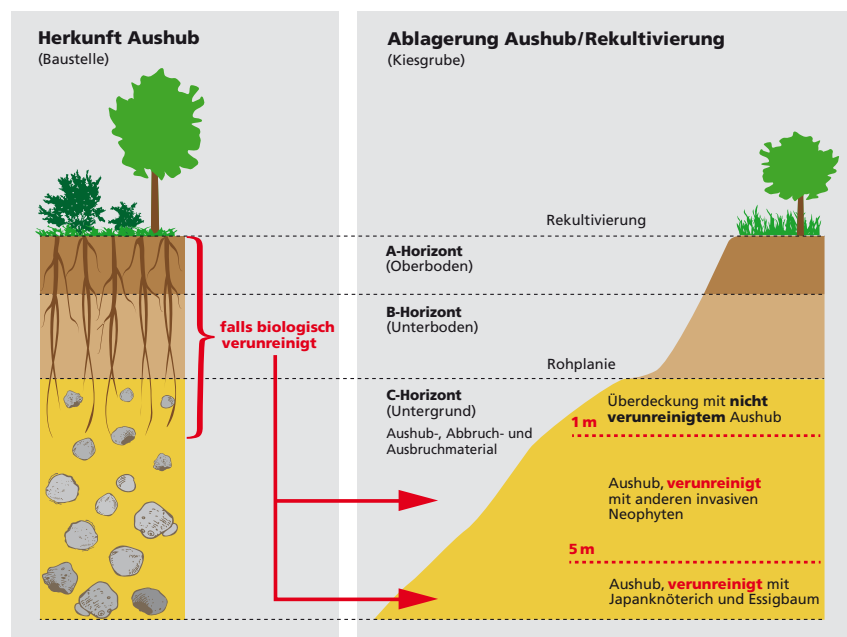 Herkunft Aushub
(Baustelle)
falls biologisch
verunreinigt
Ablagerung Aushub/Rekultivierung
(Kiesgrube)
Rekultivierung
A-Horizont
(Oberboden)
B-Horizont
(Unterboden)
Rohplanie
C-Horizont
(Untergrund)
Aushub-, Abbruch- und
Ausbruchmaterial
Überdeckung mit nicht
verunreinigtem Aushub
1 m
Aushub, verunreinigt
mit anderen invasiven
Neophyten
5 m
Aushub, verunreinigt mit
Japanknöterich und Essigbaum